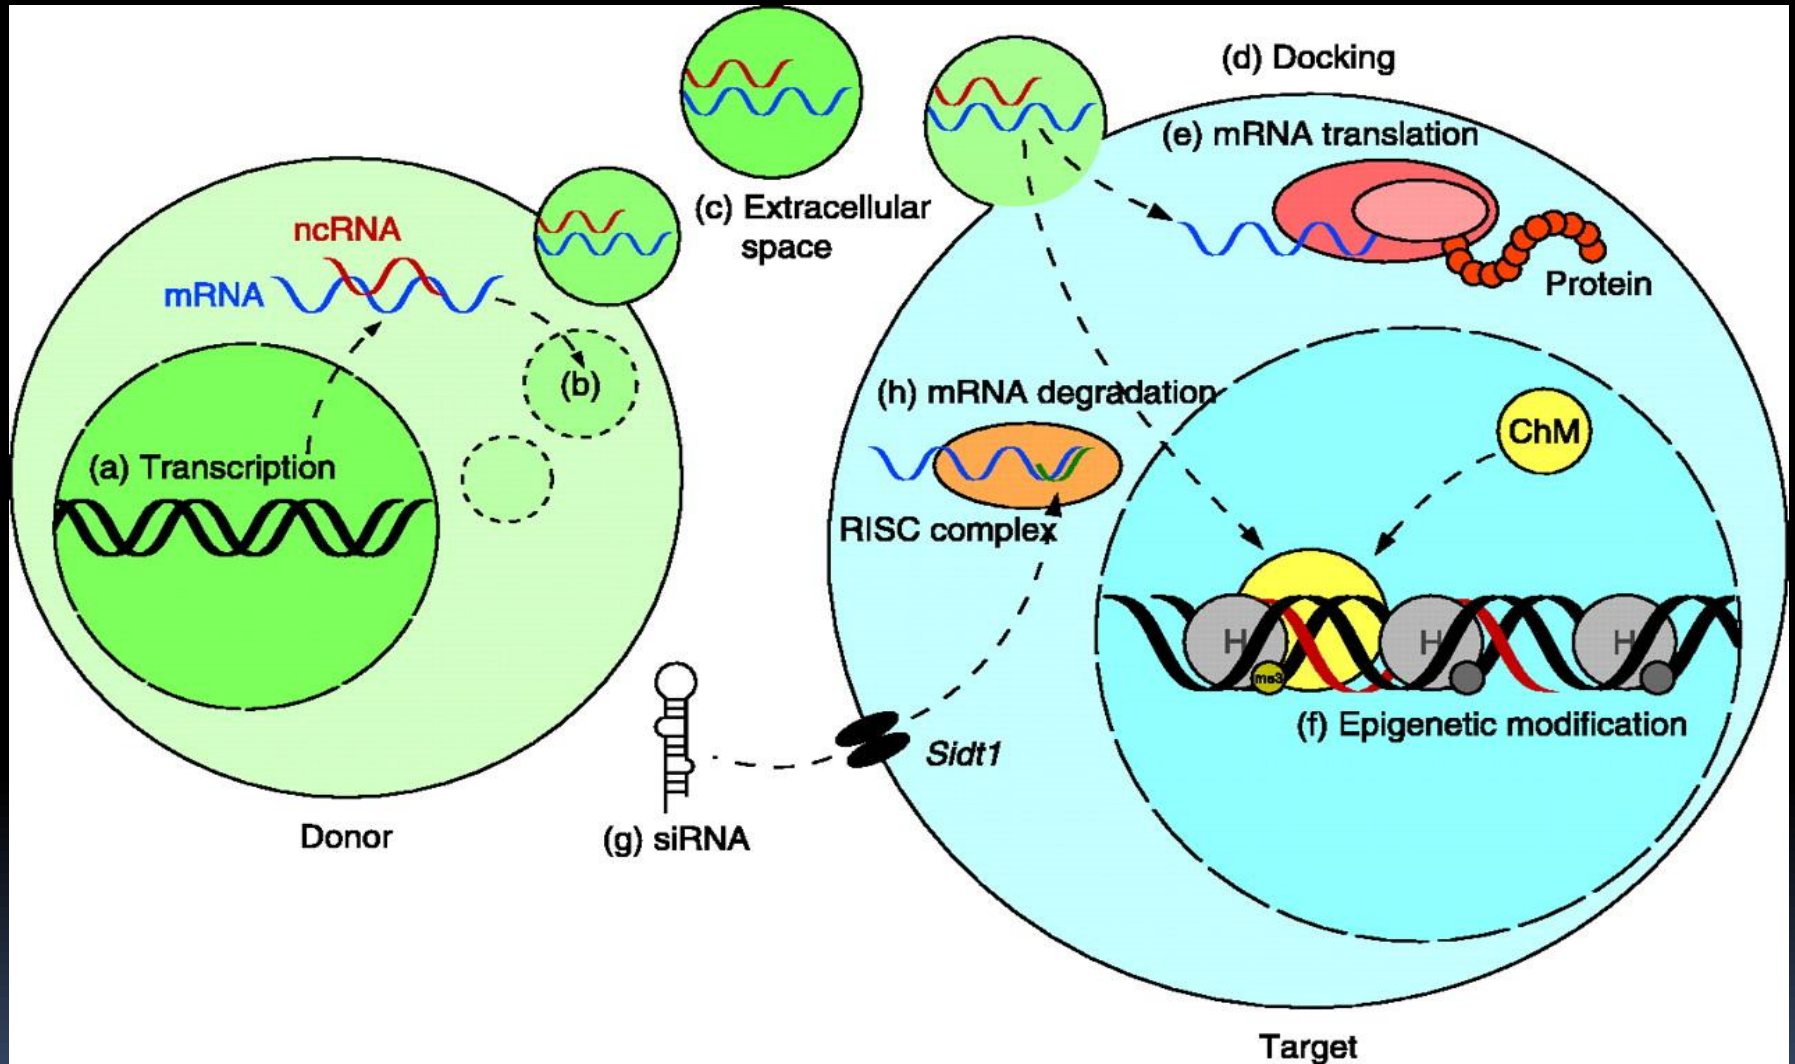 (d) Docking
(e) mRNA translation
(c) Extracellular
space
ncRNA
mRNA
Protein
(b)
(h) mRNA degradation
ChM
(a) Transcription
RISC complex
H
H
H
me3
(f) Epigenetic modification
Sidt1
Donor
(g) siRNA
Target